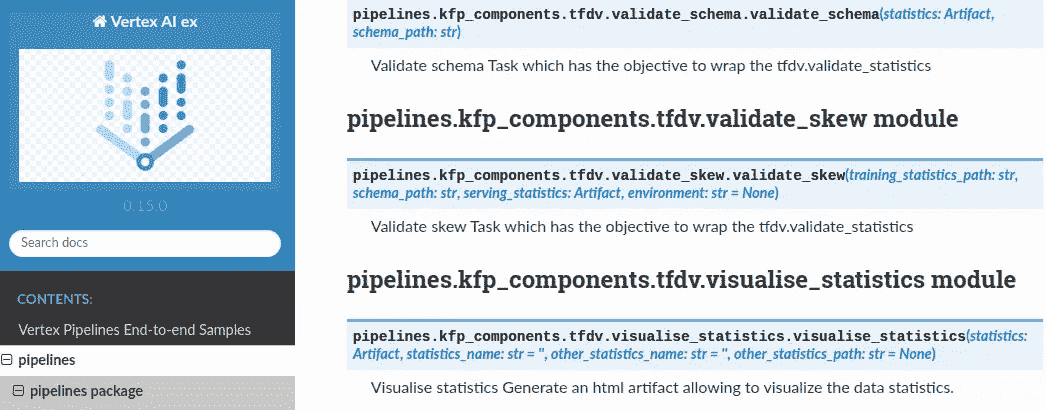 Vertex AI ex
0.15.0
Search docs
CONTENTS:
Vertex Pipelines End-to-end Samples
pipelines
pipelines package
pipelines.kfp_components.tfdv.validate_schema.validate_schema(statistics: Artifact,
schema_path: str)
Validate schema Task which has the objective to wrap the tfdv.validate_statistics
pipelines.kfp_components.tfdv.validate_skew module
pipelines.kfp_components.tfdv.validate_skew.validate_skew(training_statistics_path: str,
schema_path: str, serving_statistics: Artifact, environment: str = None)
Validate skew Task which has the objective to wrap the tfdv.validate_statistics
pipelines.kfp_components.tfdv.visualise_statistics module
pipelines.kfp_components.tfdv.visualise_statistics.visualise_statistics(statistics:
Artifact, statistics_name: str = '', other_statistics_name: str = '', other_statistics_path: str = None)
Visualise statistics Generate an html artifact allowing to visualize the data statistics.